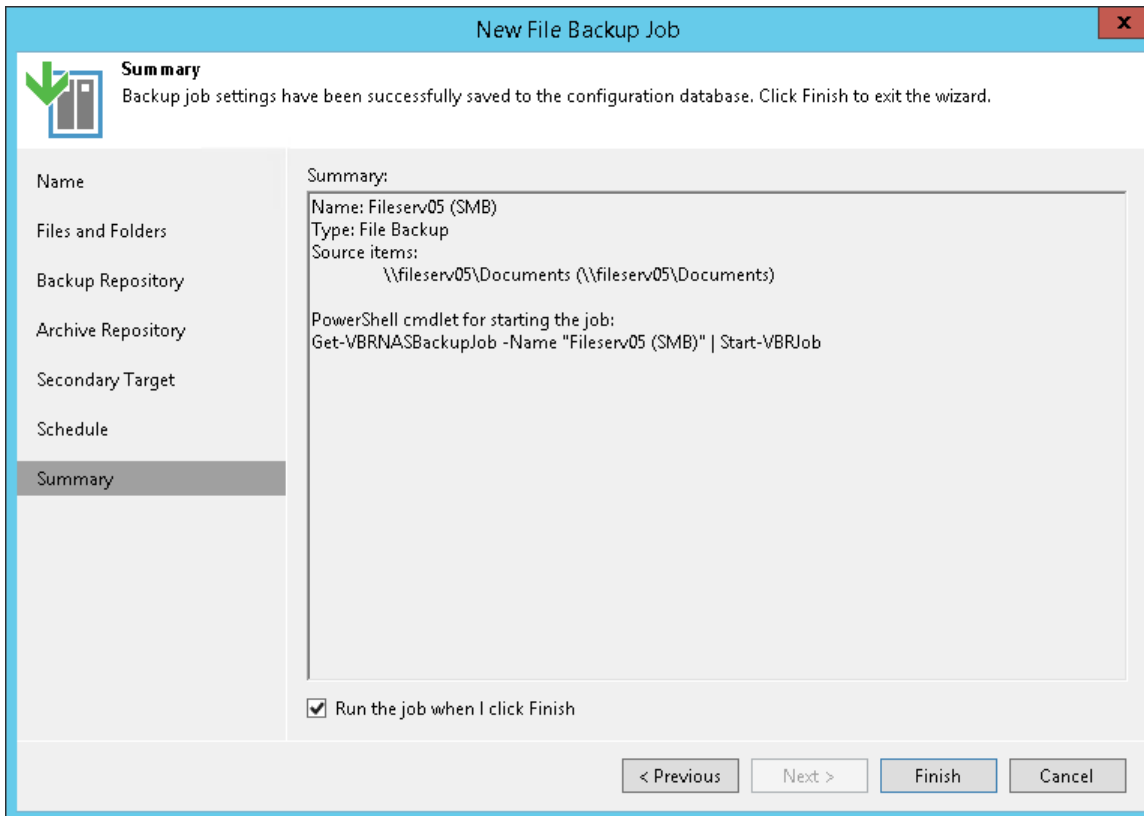 New File Backup Job
X
Summary
Backup job settings have been successfully saved to the configuration database. Click Finish to exit the wizard.
Name
Files and Folders
Backup Repository
Archive Repository
Secondary Target
Schedule
Summary
Summary:
Name: Fileserv05 (SMB)
Type: File Backup
Source items:
\\fileserv05\Documents (\\fileserv05\Documents)
PowerShell cmdlet for starting the job:
Get-VBRNASBackupJob -Name "Fileserv05 (SMB)" | Start-VBRJob
Run the job when I click Finish
< Previous
Next >
Finish
Cancel